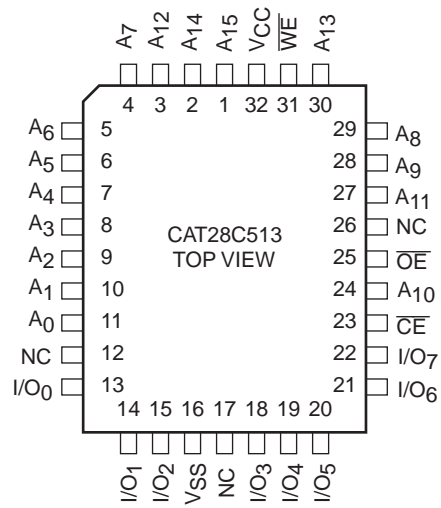 A7 A12 A14 A15 VCC W̅E̅ A13
4 3 2 1 32 31 30
A6 5 29 A8
A5 6 28 A9
A4 7 27 A11
A3 8 26 NC
CAT28C513
TOP VIEW
A2 9 25 O̅E̅
A1 10 24 A10
A0 11 23 C̅E̅
NC 12 22 I/O7
I/O0 13 21 I/O6
14 15 16 17 18 19 20
I/O1 I/O2 VSS NC I/O3 I/O4 I/O5